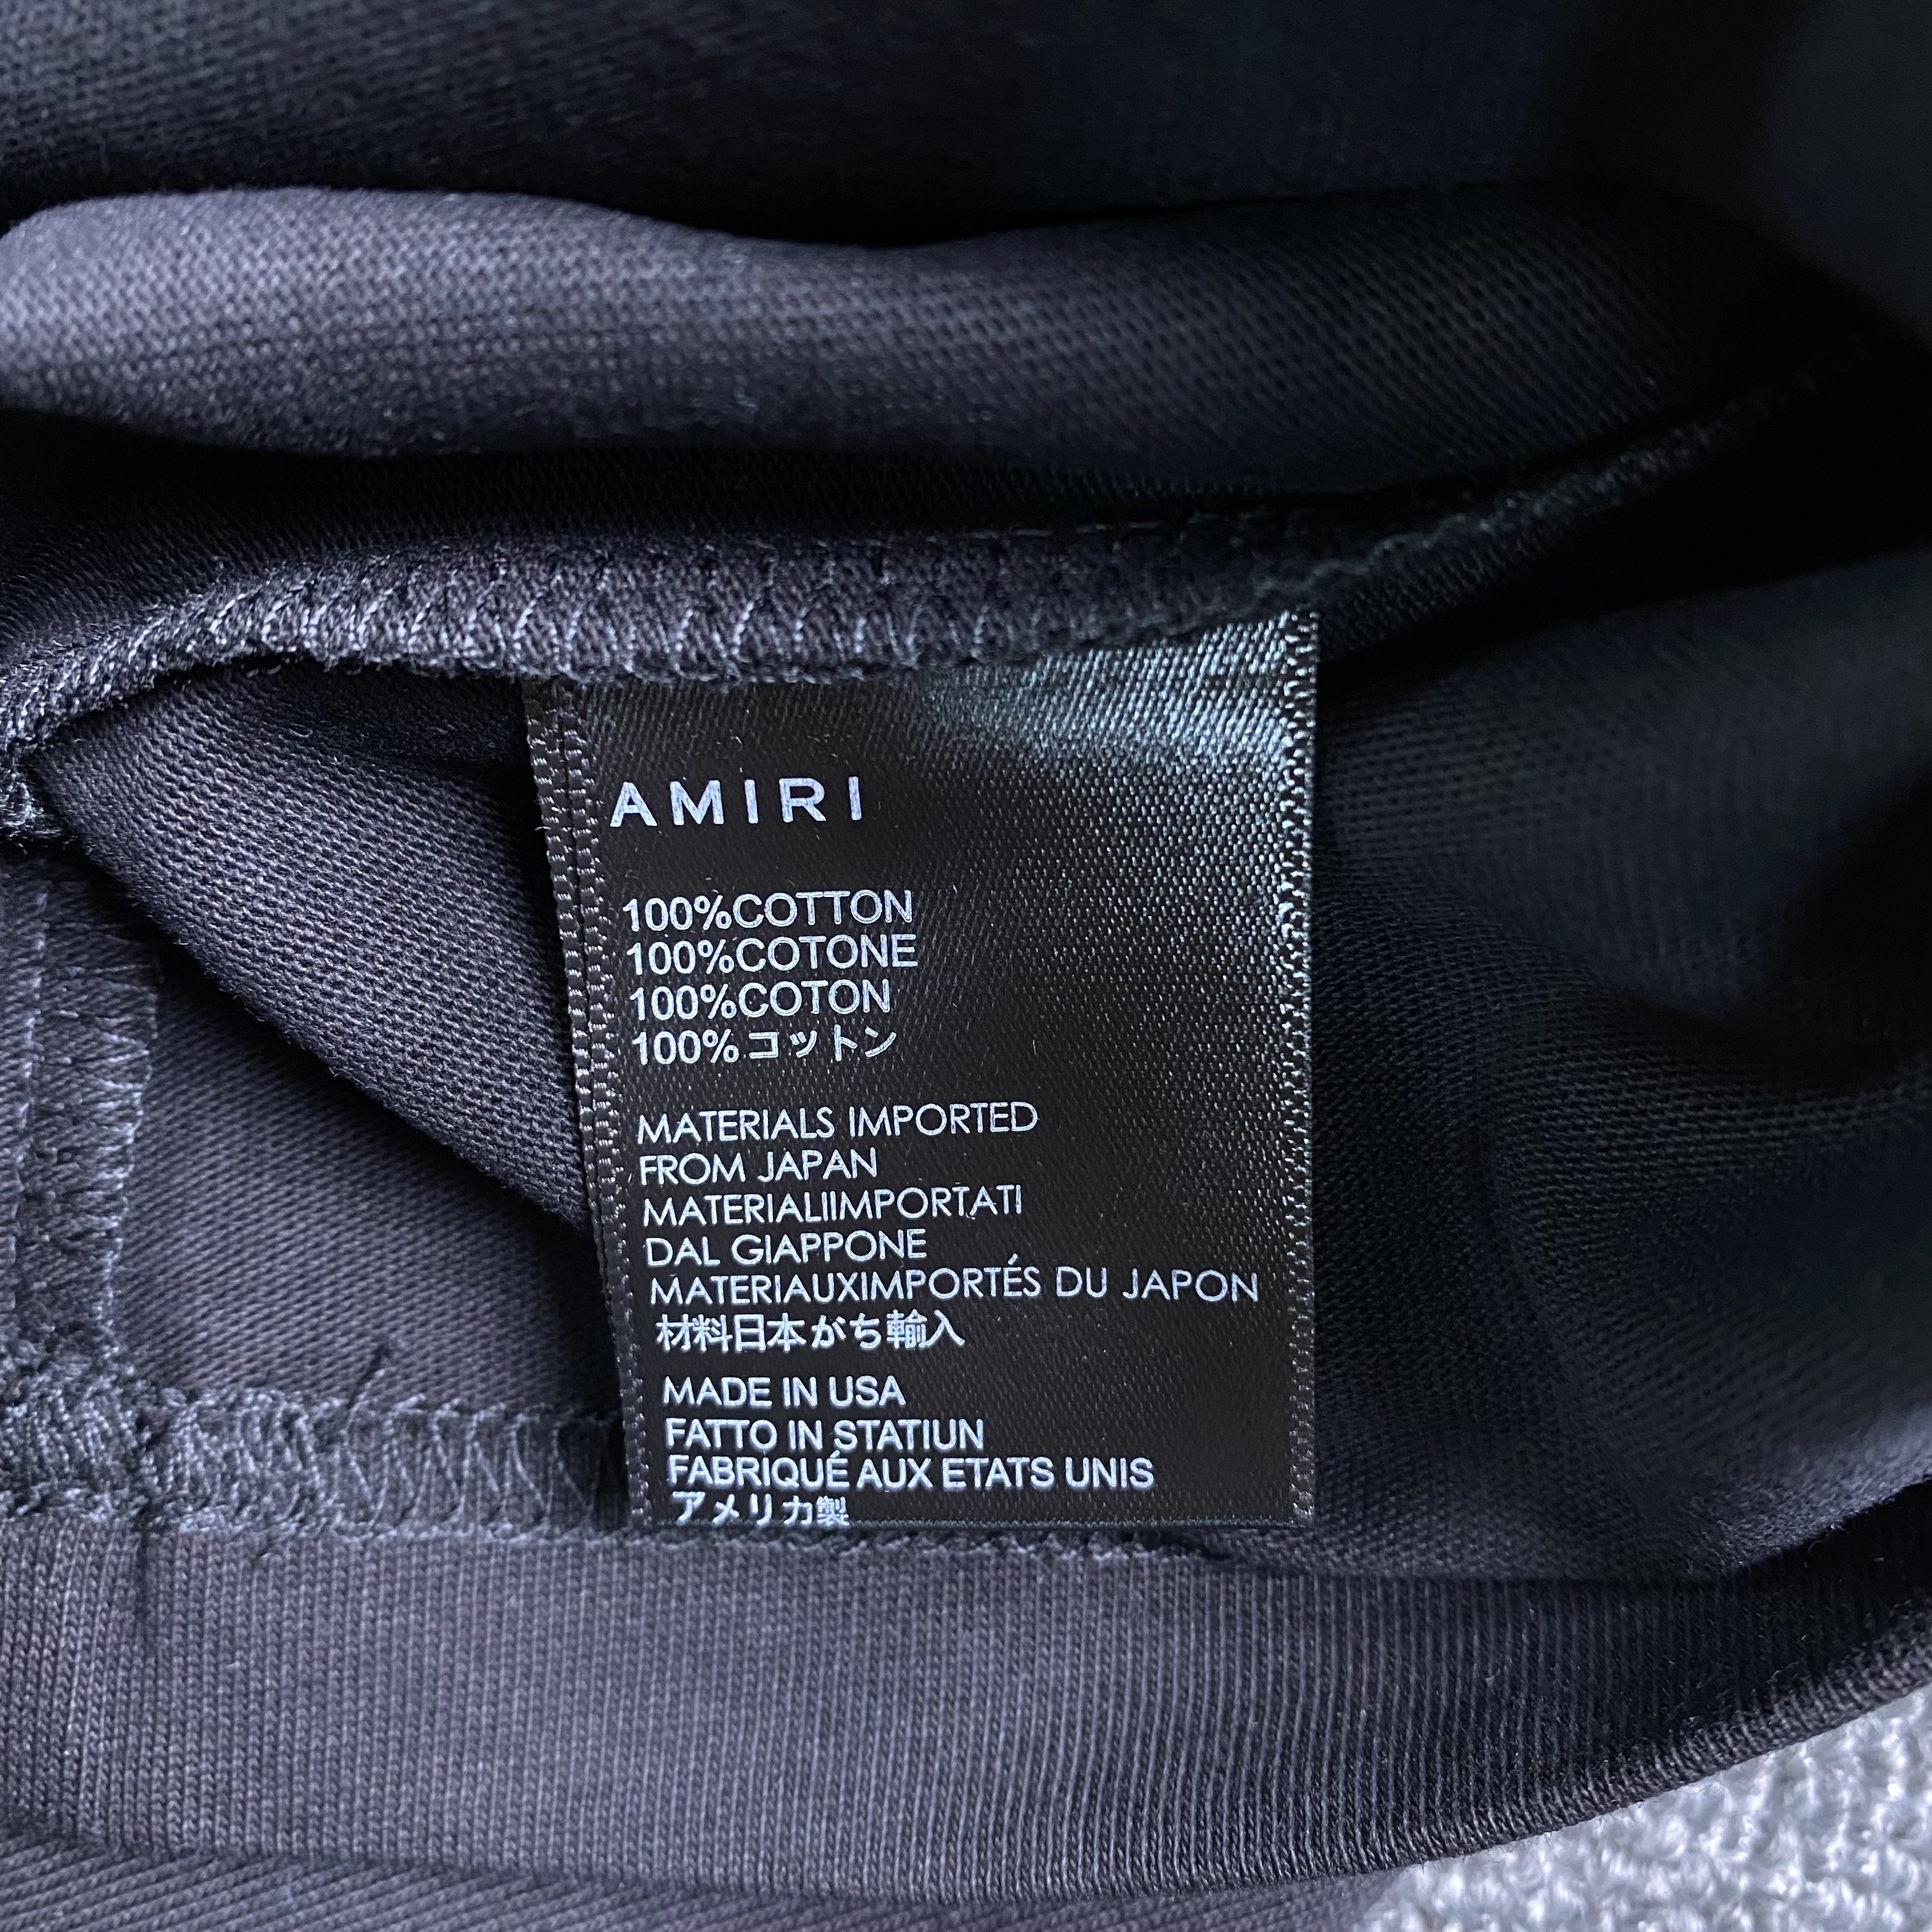 AMIRI
100%COTTON
100%COTONE
100%COTON
100%コットン
MATERIALS IMPORTED
FROM JAPAN
MATERIALIIMPORTATI
DAL GIAPPONE
MATERIAUXIMPORTÉS DU JAPON
材料日本がち輸入
MADE IN USA
FATTO IN STATIUN
FABRIQUÉ AUX ETATS UNIS
アメリカ製